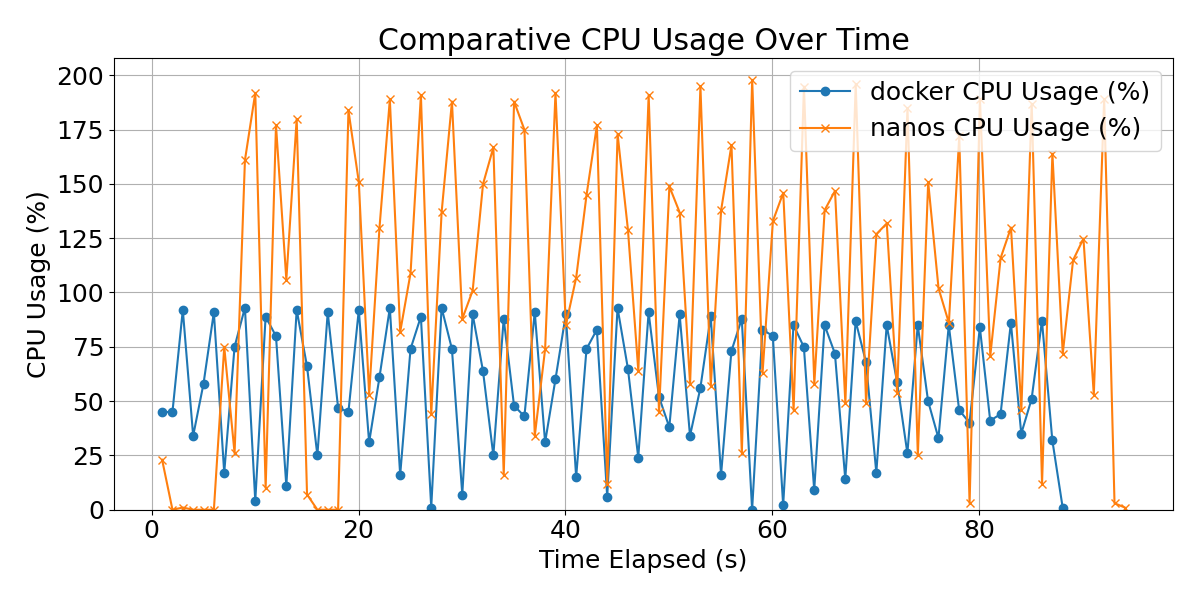 Comparative CPU Usage Over Time
docker CPU Usage (%)
nanos CPU Usage (%)
CPU Usage (%)
200
175
150
125
100
75
50
25
0
0 20 40 60 80
Time Elapsed (s)